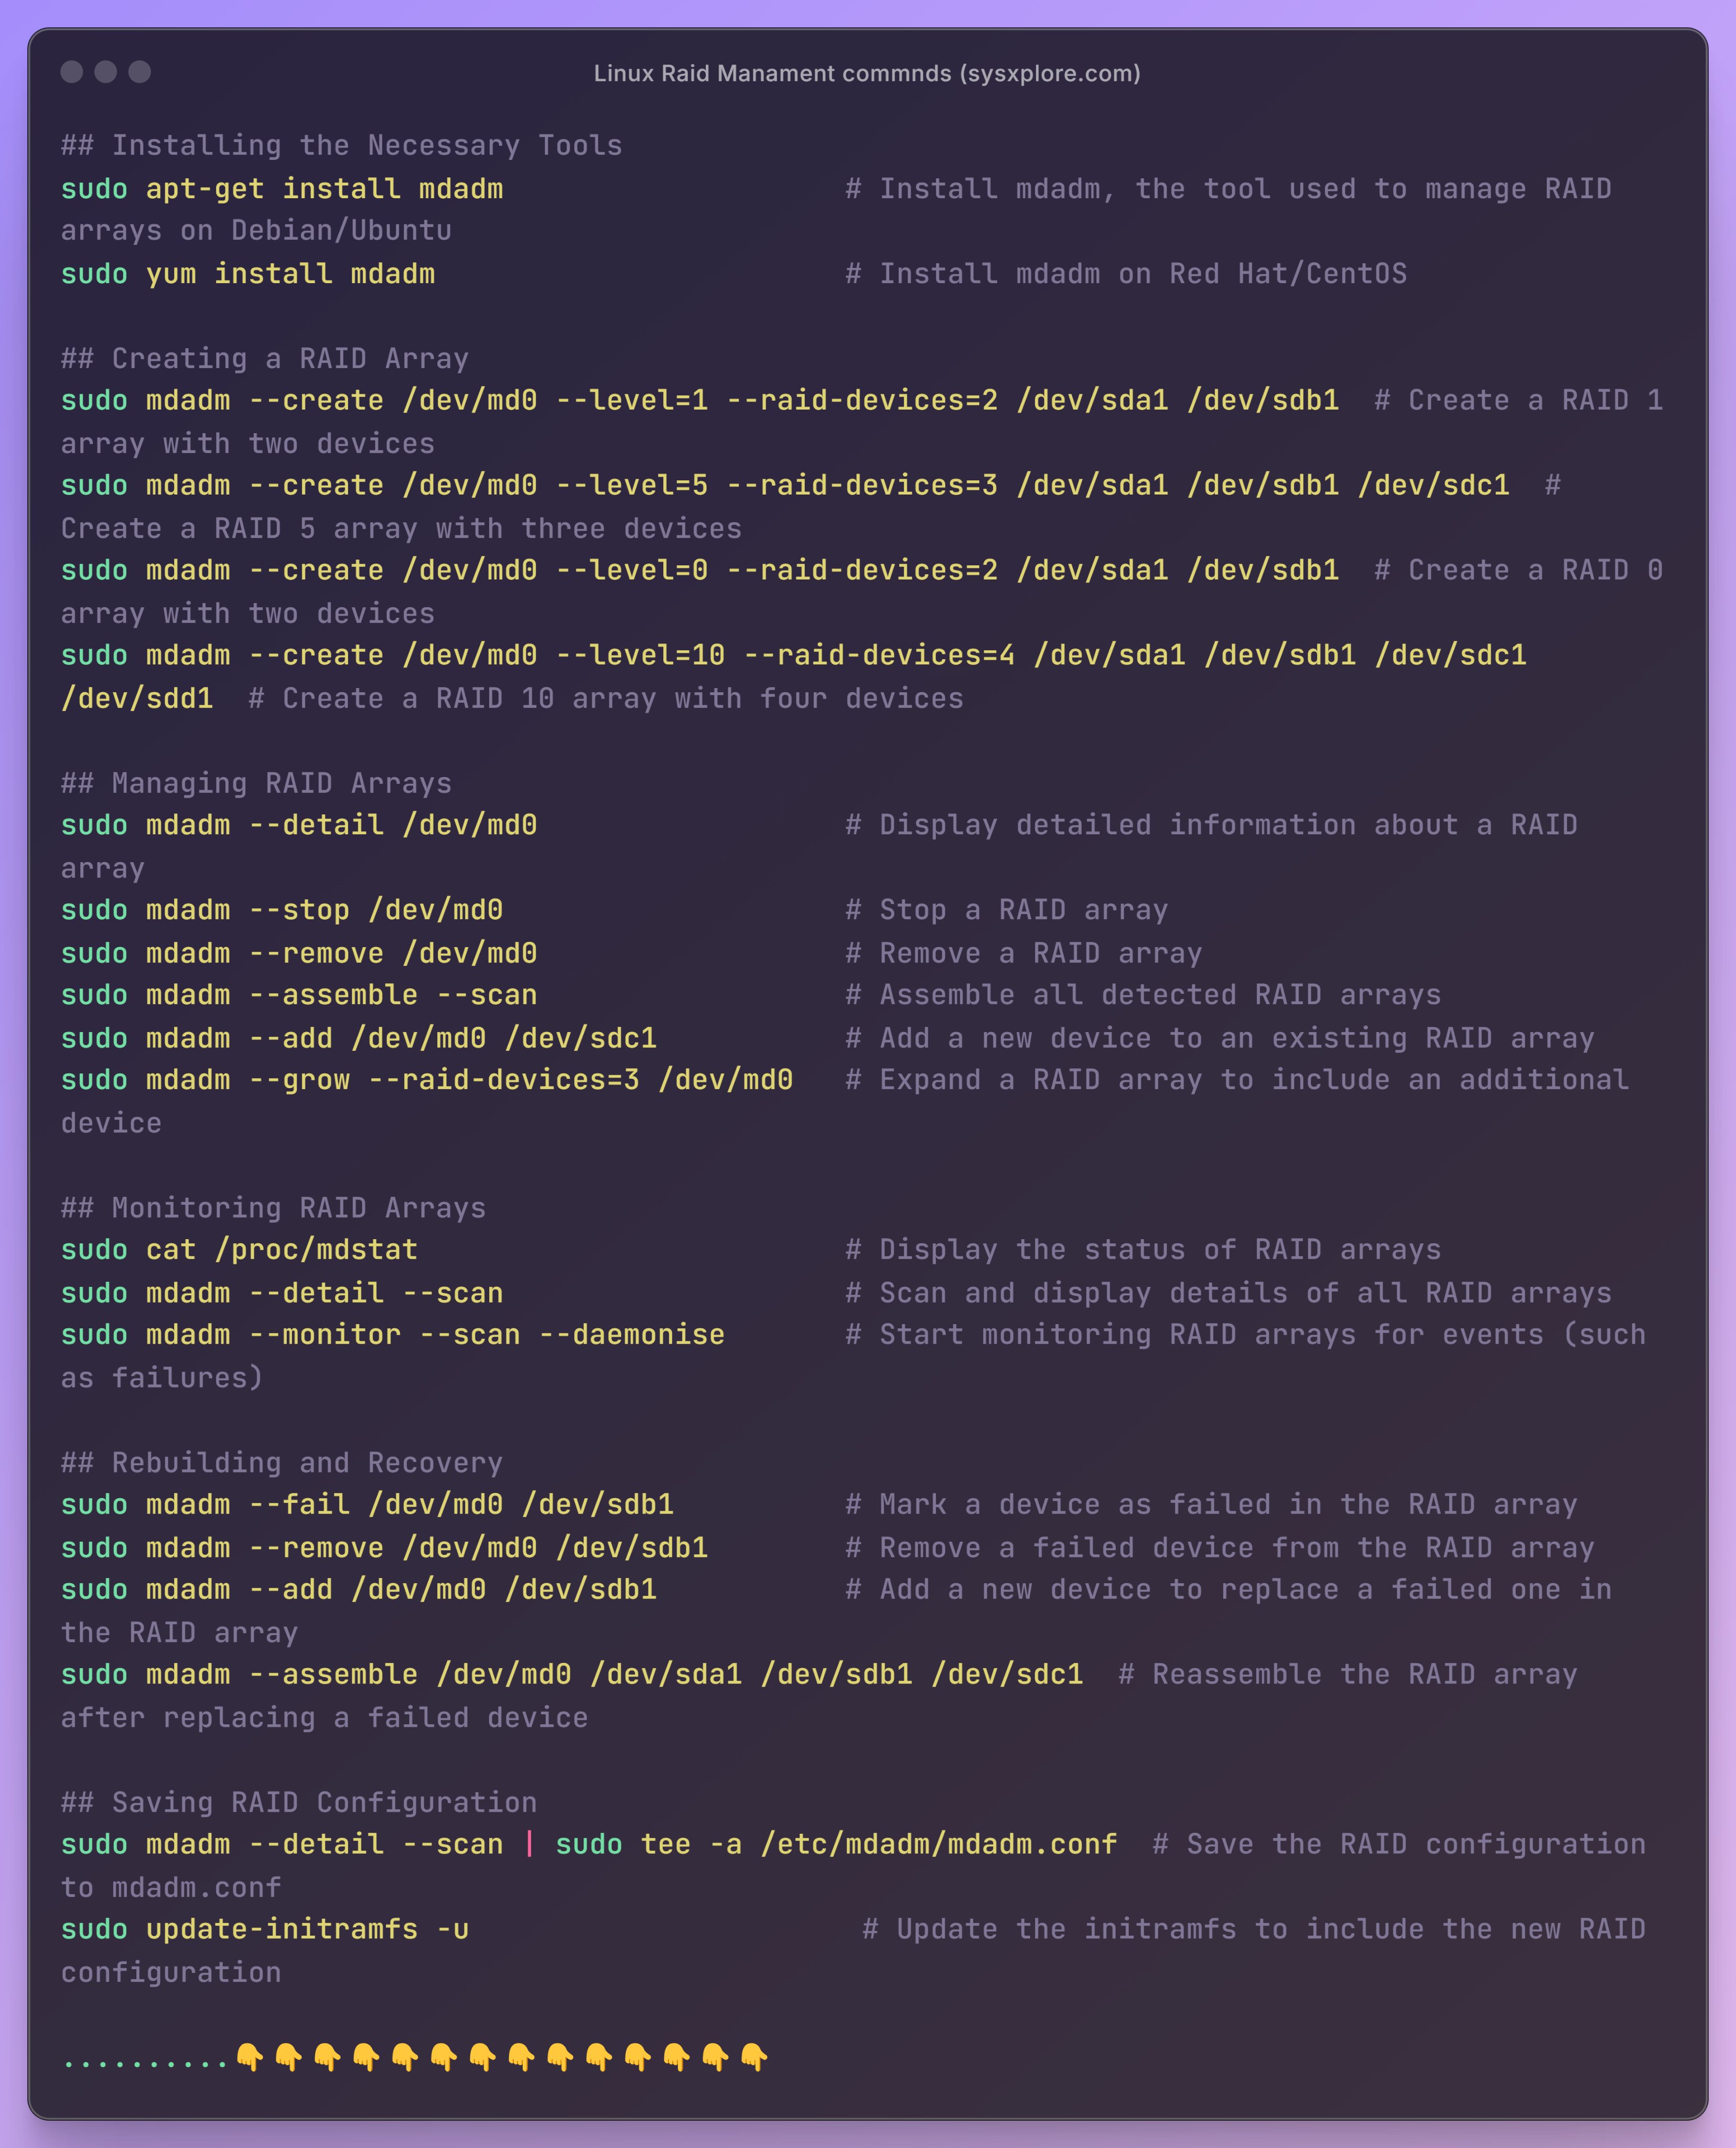 Linux Raid Manament commnds (sysxplore.com)
## Installing the Necessary Tools
sudo apt-get install mdadm                    # Install mdadm, the tool used to manage RAID
arrays on Debian/Ubuntu
sudo yum install mdadm                        # Install mdadm on Red Hat/CentOS
## Creating a RAID Array
sudo mdadm --create /dev/md0 --level=1 --raid-devices=2 /dev/sda1 /dev/sdb1  # Create a RAID 1
array with two devices
sudo mdadm --create /dev/md0 --level=5 --raid-devices=3 /dev/sda1 /dev/sdb1 /dev/sdc1  #
Create a RAID 5 array with three devices
sudo mdadm --create /dev/md0 --level=0 --raid-devices=2 /dev/sda1 /dev/sdb1  # Create a RAID 0
array with two devices
sudo mdadm --create /dev/md0 --level=10 --raid-devices=4 /dev/sda1 /dev/sdb1 /dev/sdc1
/dev/sdd1  # Create a RAID 10 array with four devices
## Managing RAID Arrays
sudo mdadm --detail /dev/md0                  # Display detailed information about a RAID
array
sudo mdadm --stop /dev/md0                    # Stop a RAID array
sudo mdadm --remove /dev/md0                  # Remove a RAID array
sudo mdadm --assemble --scan                  # Assemble all detected RAID arrays
sudo mdadm --add /dev/md0 /dev/sdc1           # Add a new device to an existing RAID array
sudo mdadm --grow --raid-devices=3 /dev/md0   # Expand a RAID array to include an additional
device
## Monitoring RAID Arrays
sudo cat /proc/mdstat                         # Display the status of RAID arrays
sudo mdadm --detail --scan                    # Scan and display details of all RAID arrays
sudo mdadm --monitor --scan --daemonise       # Start monitoring RAID arrays for events (such
as failures)
## Rebuilding and Recovery
sudo mdadm --fail /dev/md0 /dev/sdb1          # Mark a device as failed in the RAID array
sudo mdadm --remove /dev/md0 /dev/sdb1        # Remove a failed device from the RAID array
sudo mdadm --add /dev/md0 /dev/sdb1           # Add a new device to replace a failed one in
the RAID array
sudo mdadm --assemble /dev/md0 /dev/sda1 /dev/sdb1 /dev/sdc1  # Reassemble the RAID array
after replacing a failed device
## Saving RAID Configuration
sudo mdadm --detail --scan | sudo tee -a /etc/mdadm/mdadm.conf  # Save the RAID configuration
to mdadm.conf
sudo update-initramfs -u                       # Update the initramfs to include the new RAID
configuration
..........👇👇👇👇👇👇👇👇👇👇👇👇👇👇